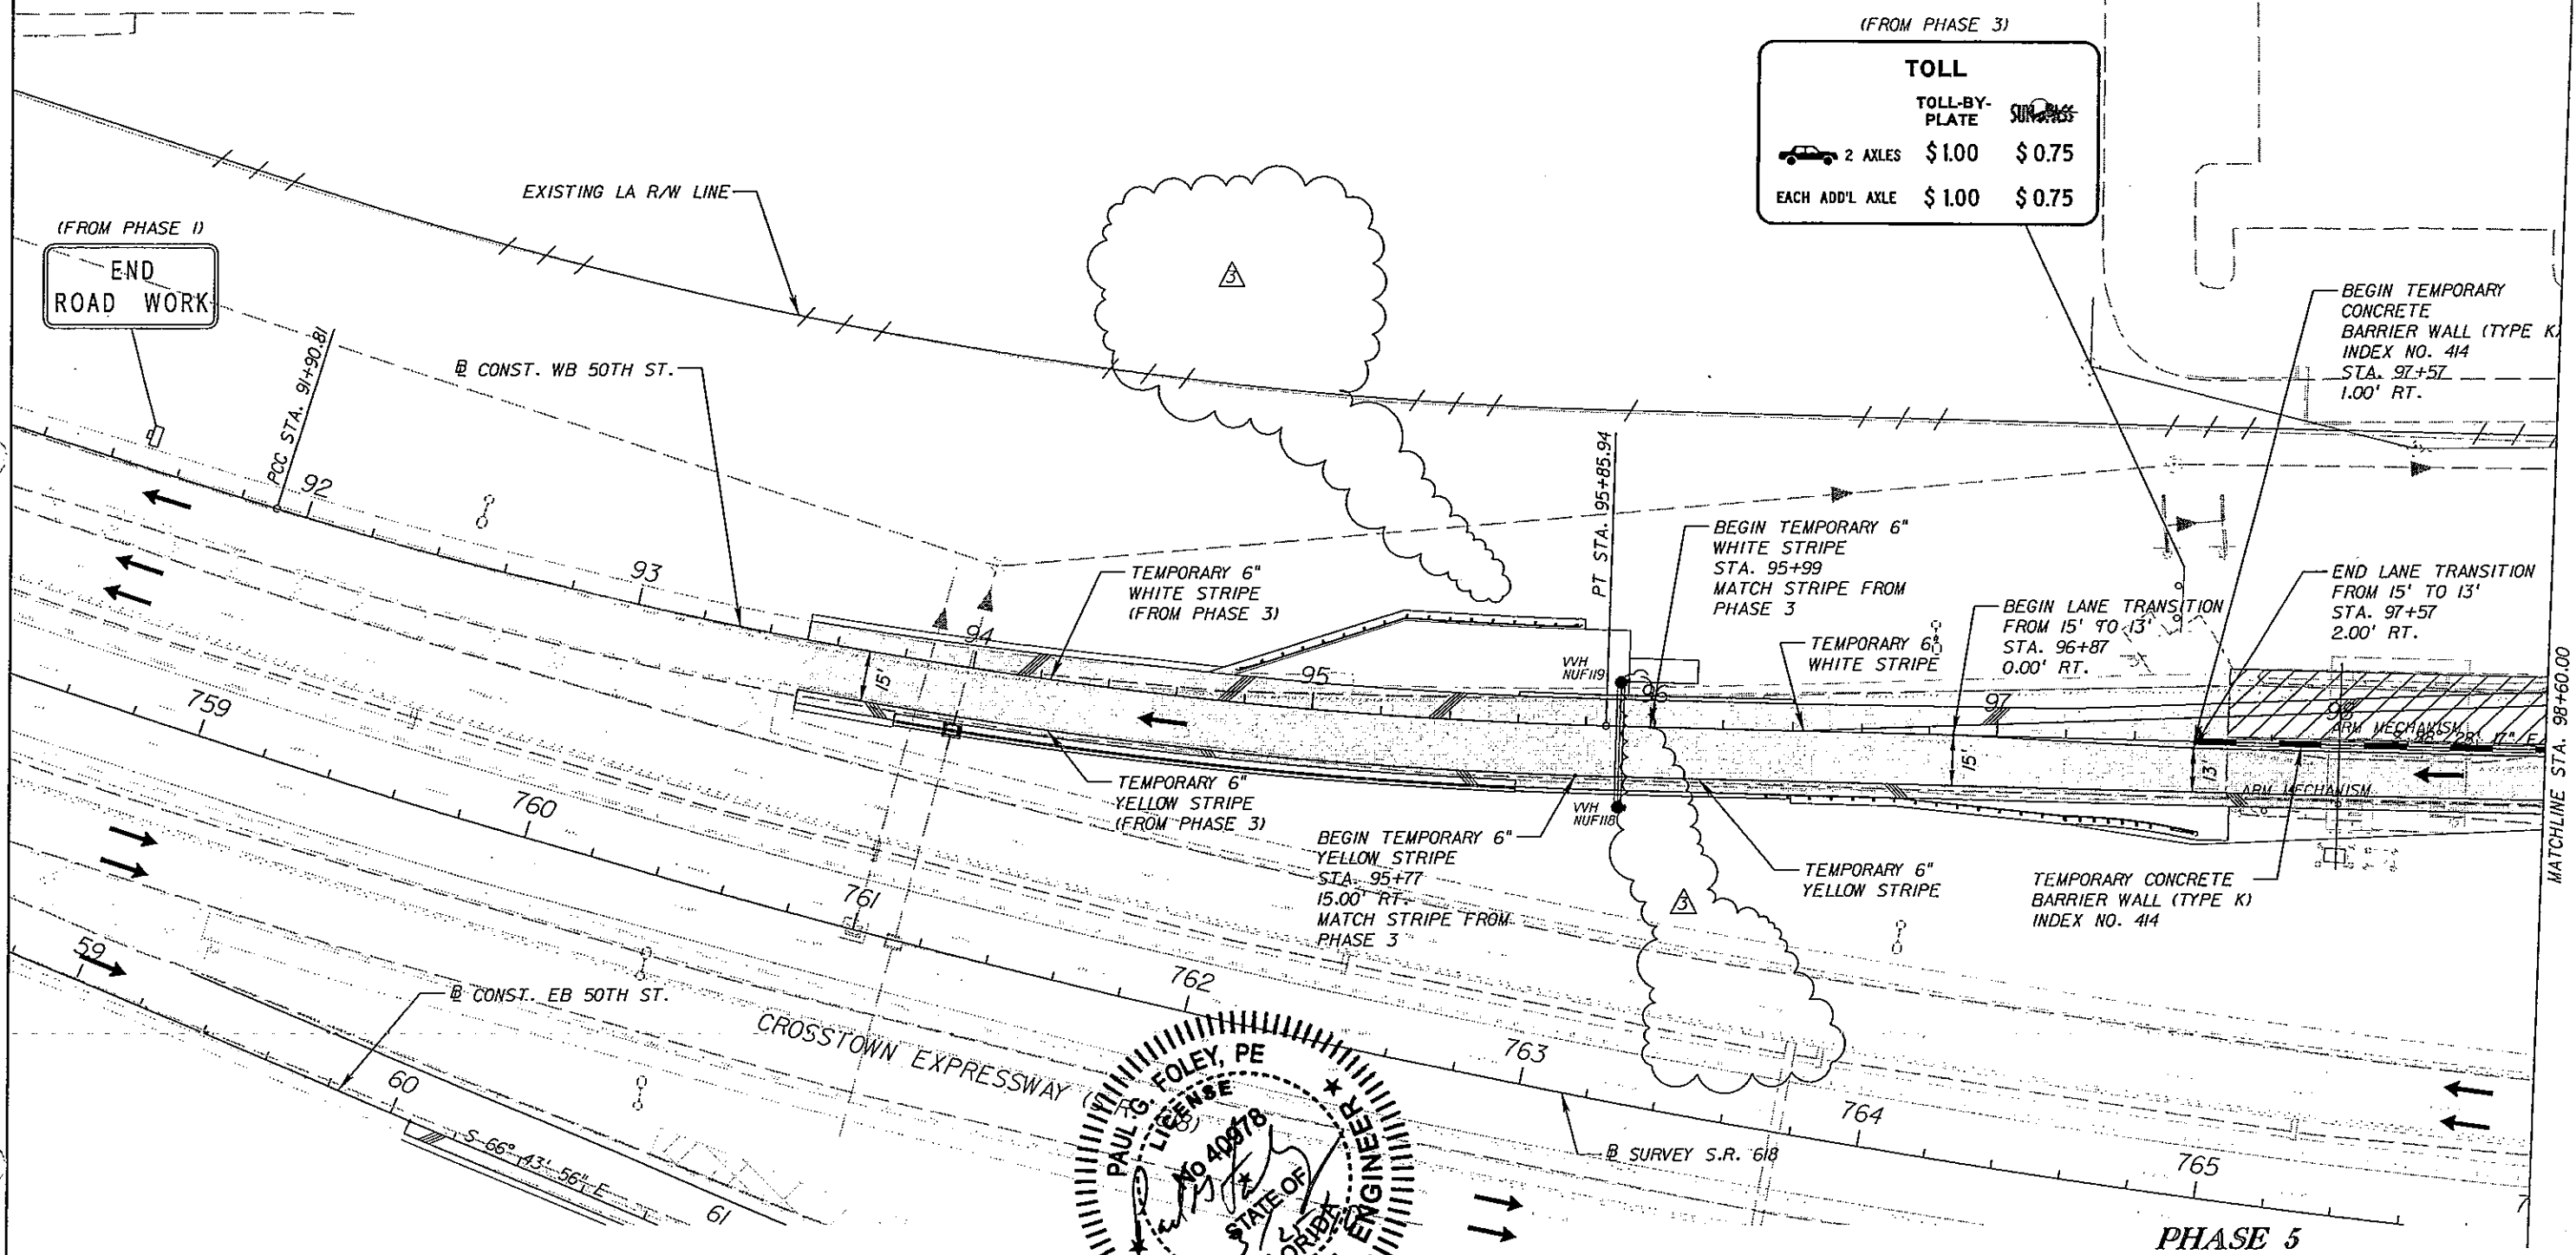 (FROM PHASE 3)
TOLL
TOLL-BY-
PLATE
SUNPASS
2 AXLES $1.00 $0.75
EACH ADD'L AXLE $1.00 $0.75
EXISTING LA R/W LINE
(FROM PHASE 1)
END
ROAD WORK
PCC STA. 91+90.81
℄ CONST. WB 50TH ST.
BEGIN TEMPORARY
CONCRETE
BARRIER WALL (TYPE K)
INDEX NO. 414
STA. 97+57
1.00' RT.
3
92
93
94
95
96
97
98
TEMPORARY 6"
WHITE STRIPE
(FROM PHASE 3)
PT STA. 95+85.94
BEGIN TEMPORARY 6"
WHITE STRIPE
STA. 95+99
MATCH STRIPE FROM
PHASE 3
TEMPORARY 6"
WHITE STRIPE
BEGIN LANE TRANSITION
FROM 15' TO 13'
STA. 96+87
0.00' RT.
END LANE TRANSITION
FROM 15' TO 13'
STA. 97+57
2.00' RT.
MATCHLINE STA. 98+60.00
VVH
NUF119
VVH
NUF118
15'
15'
13'
ARM MECHANISM
ARM MECHANISM
TEMPORARY 6"
YELLOW STRIPE
(FROM PHASE 3)
BEGIN TEMPORARY 6"
YELLOW STRIPE
STA. 95+77
15.00' RT.
MATCH STRIPE FROM
PHASE 3
TEMPORARY 6"
YELLOW STRIPE
TEMPORARY CONCRETE
BARRIER WALL (TYPE K)
INDEX NO. 414
3
759
760
761
762
763
764
765
7
59
60
61
℄ CONST. EB 50TH ST.
CROSSTOWN EXPRESSWAY
S 66° 43' 56" E
℄ SURVEY S.R. 618
PAUL G. FOLEY, PE
LICENSE
No 40978
STATE OF
FLORIDA
ENGINEER
PHASE 5